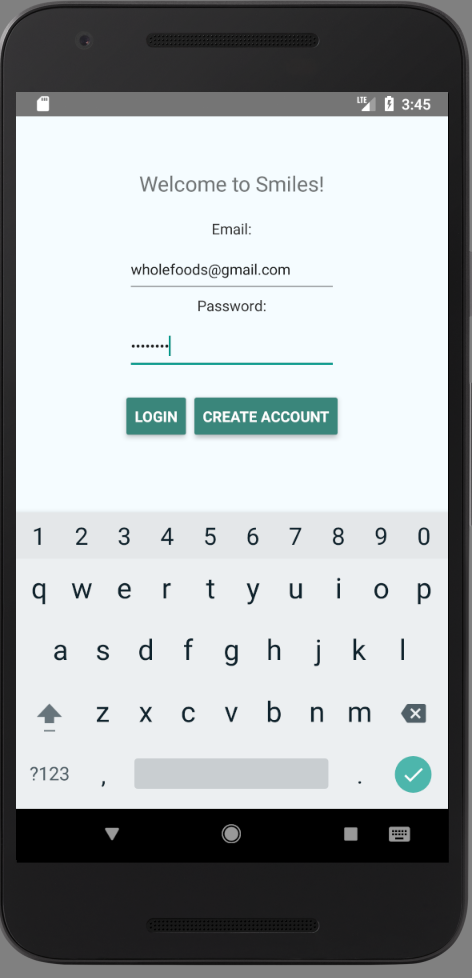 LTE 3:45
Welcome to Smiles!
Email:
wholefoods@gmail.com
Password:
••••••••
LOGIN CREATE ACCOUNT
1 2 3 4 5 6 7 8 9 0
q w e r t y u i o p
a s d f g h j k l
z x c v b n m
?123 , .